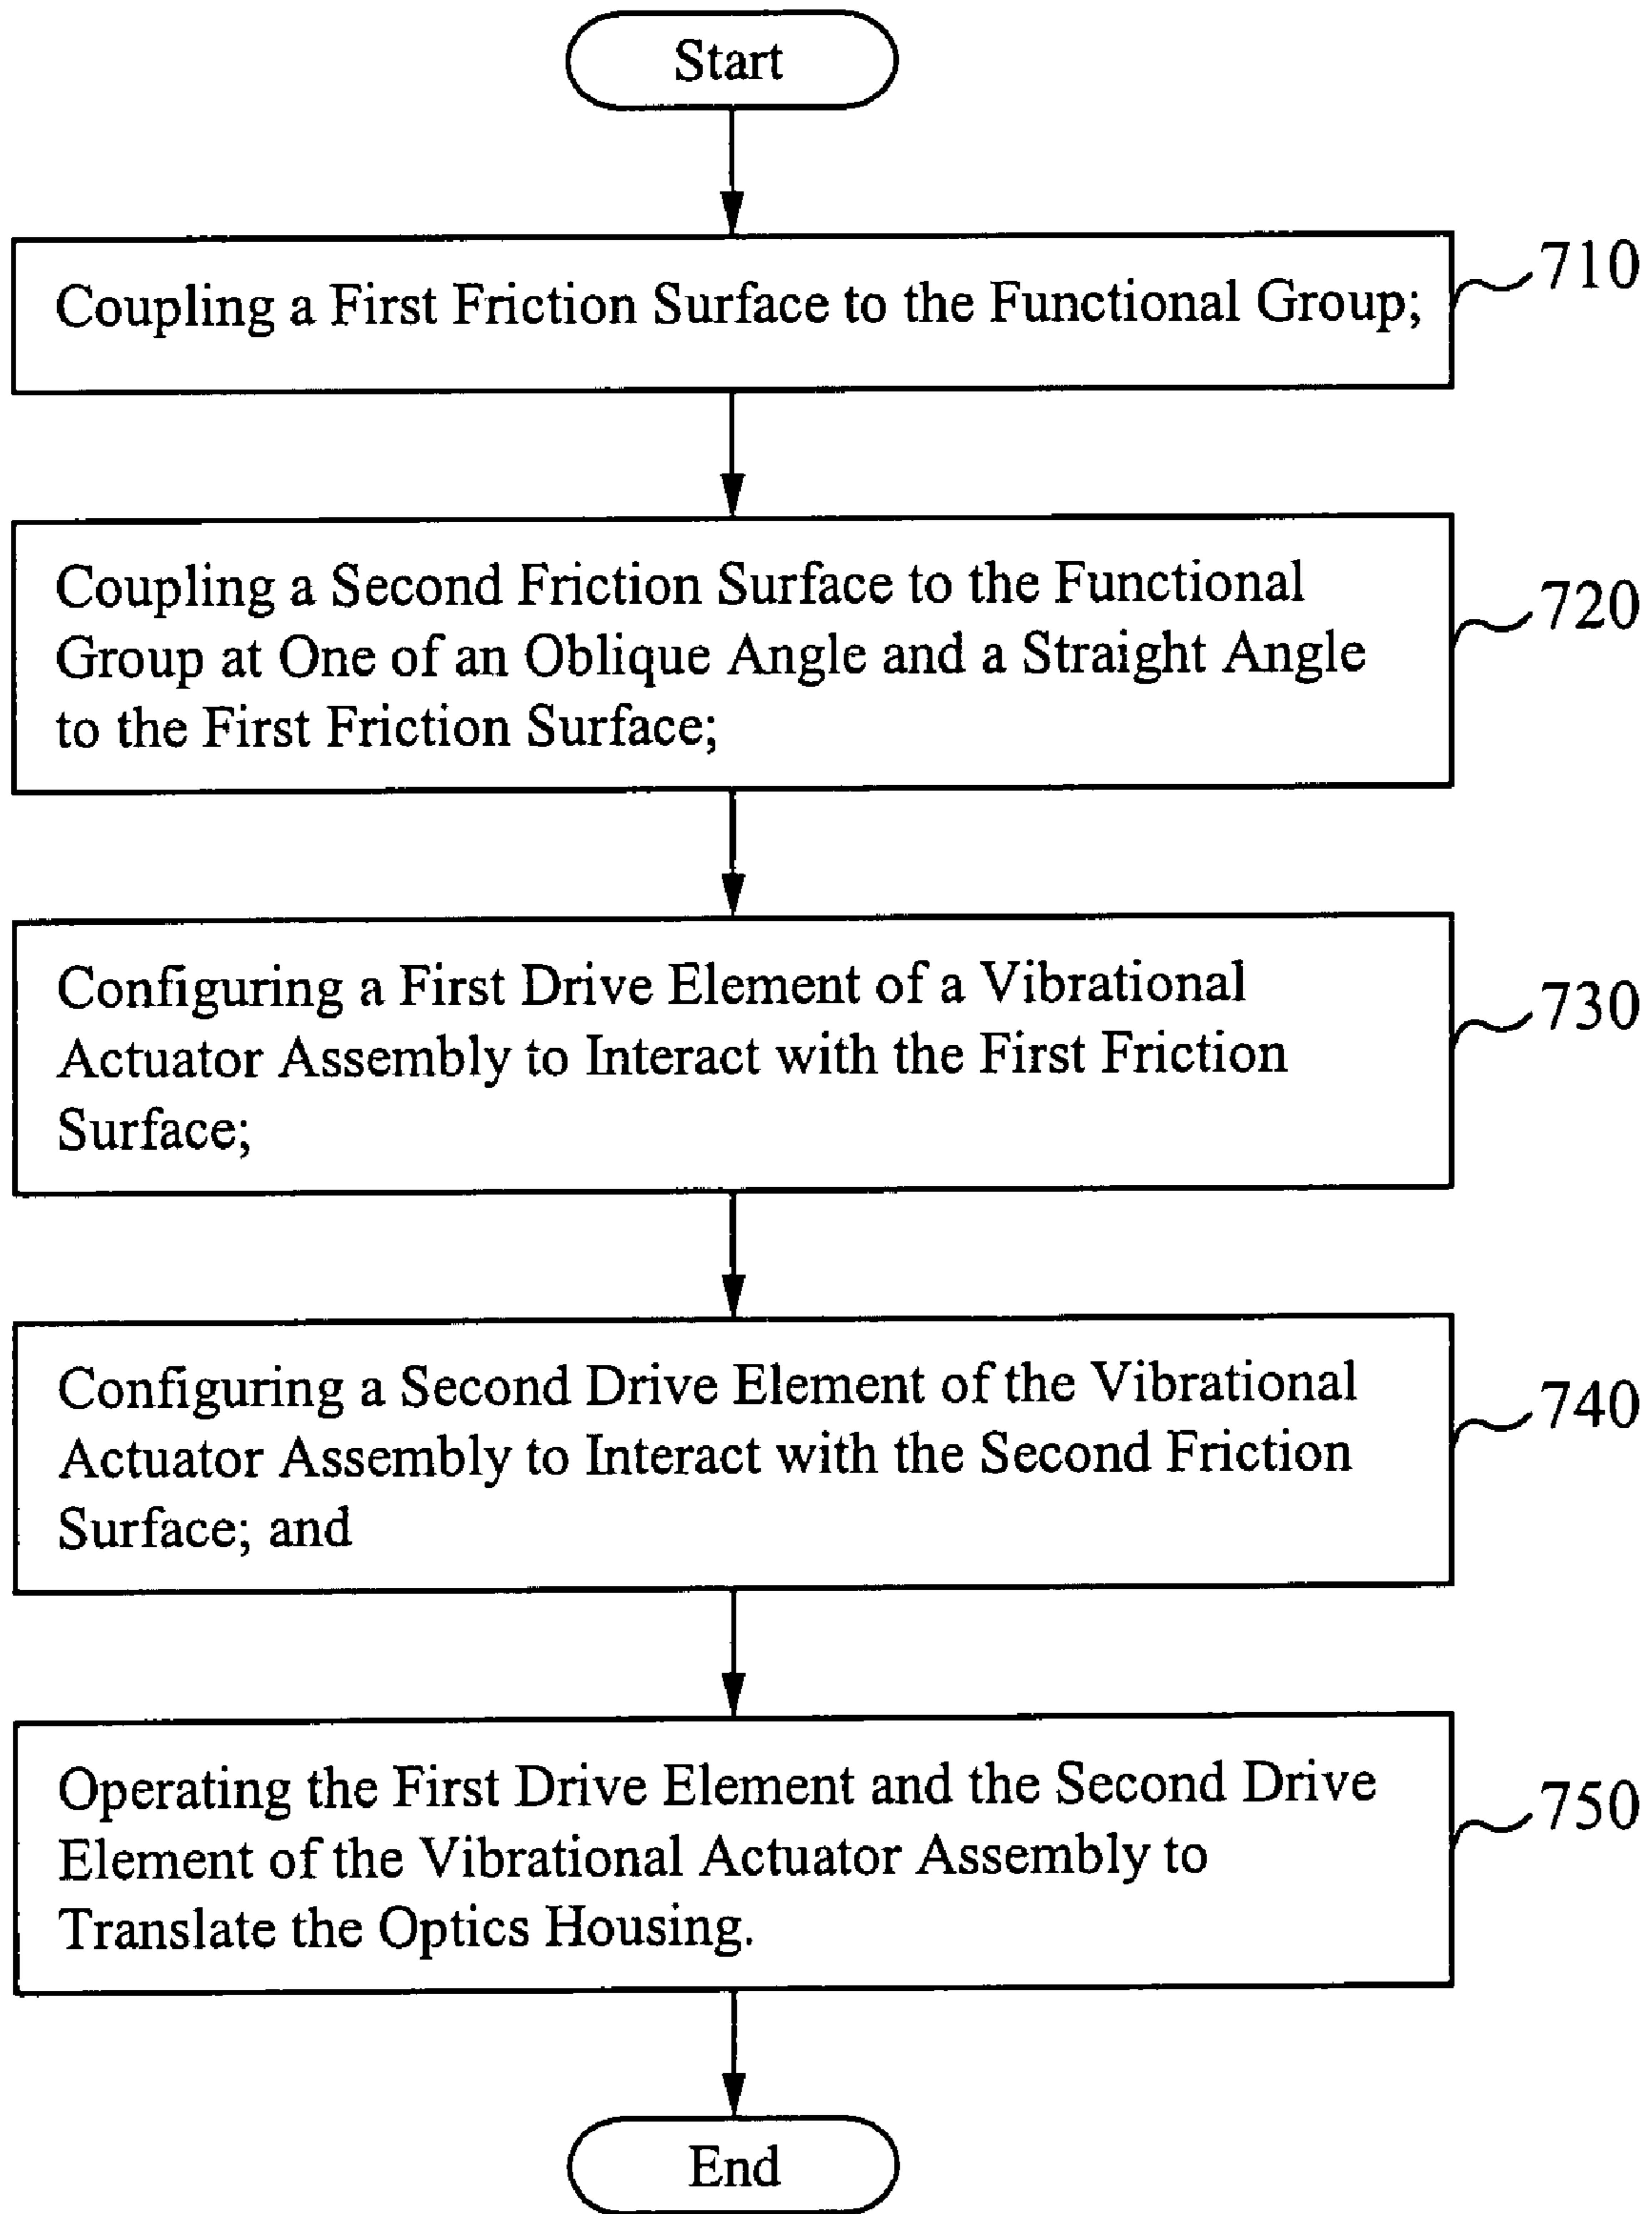 Start
Coupling a First Friction Surface to the Functional Group;
710
Coupling a Second Friction Surface to the Functional
Group at One of an Oblique Angle and a Straight Angle
to the First Friction Surface;
720
Configuring a First Drive Element of a Vibrational
Actuator Assembly to Interact with the First Friction
Surface;
730
Configuring a Second Drive Element of the Vibrational
Actuator Assembly to Interact with the Second Friction
Surface; and
740
Operating the First Drive Element and the Second Drive
Element of the Vibrational Actuator Assembly to
Translate the Optics Housing.
750
End